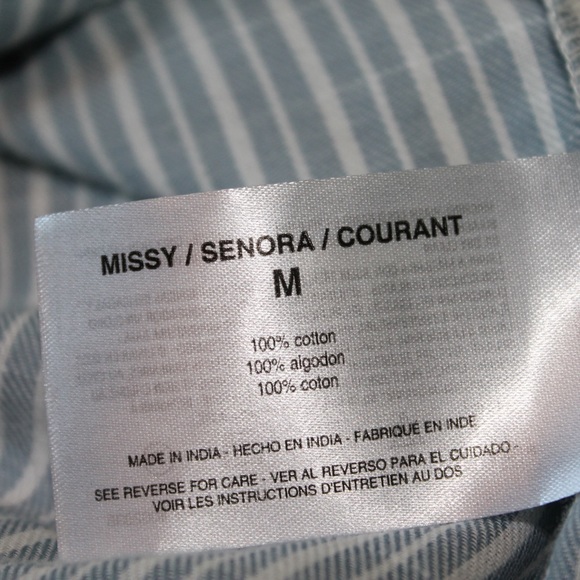 MISSY / SENORA / COURANT
M
100% cotton
100% algodon
100% coton
MADE IN INDIA - HECHO EN INDIA - FABRIQUÉ EN INDE
SEE REVERSE FOR CARE - VER AL REVERSO PARA EL CUIDADO -
VOIR LES INSTRUCTIONS D'ENTRETIEN AU DOS